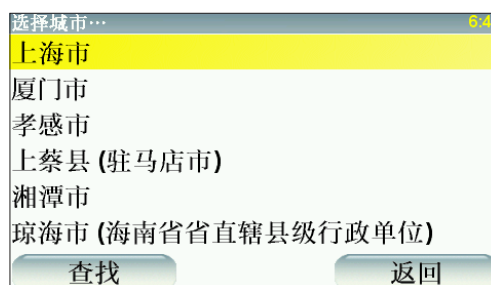 选择城市… 6:4
上海市
厦门市
孝感市
上蔡县 (驻马店市)
湘潭市
琼海市 (海南省省直辖县级行政单位)
查找 返回